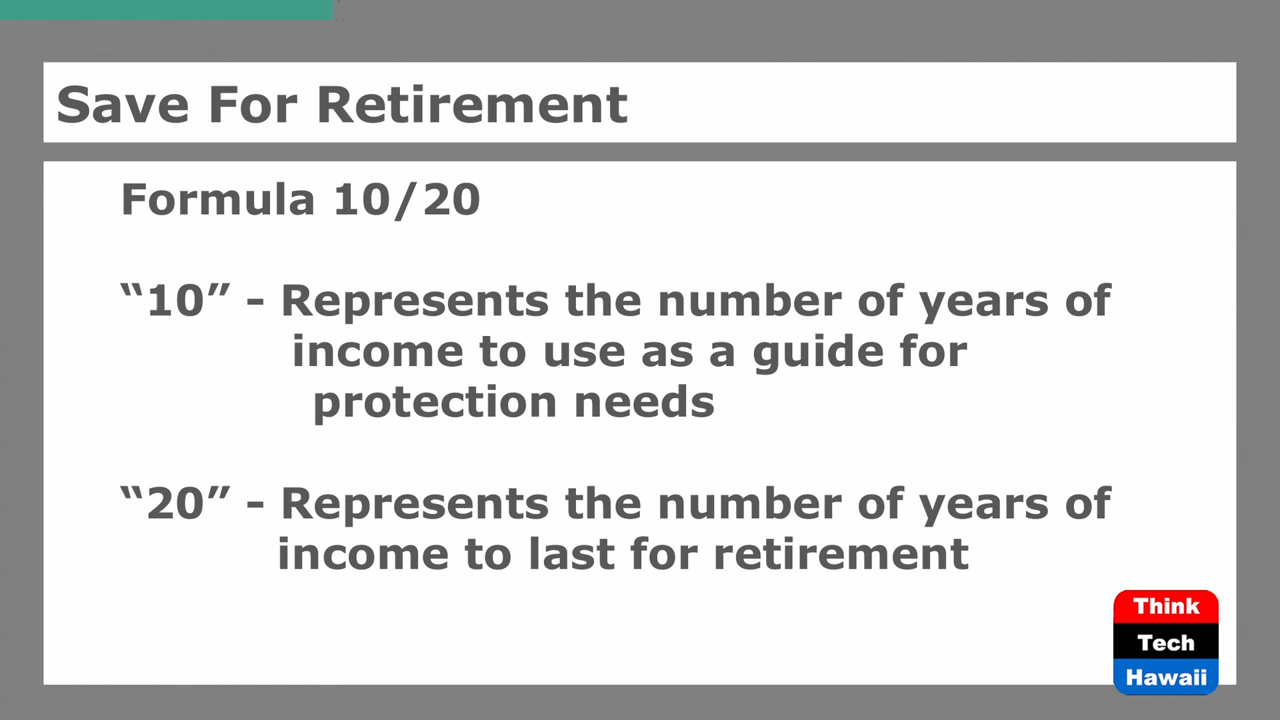 Save For Retirement
Formula 10/20
“10” - Represents the number of years of
income to use as a guide for
protection needs
“20” - Represents the number of years of
income to last for retirement
Think
Tech
Hawaii